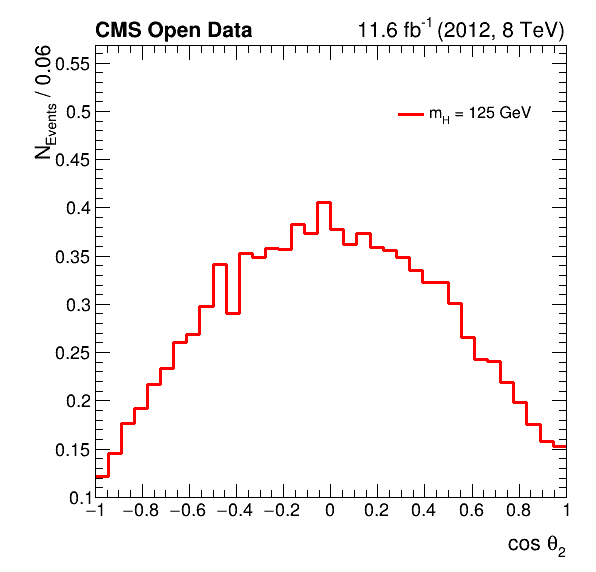 CMS Open Data 11.6 fb⁻¹ (2012, 8 TeV)
N_Events / 0.06
m_H = 125 GeV
0.55
0.5
0.45
0.4
0.35
0.3
0.25
0.2
0.15
0.1
−1 −0.8 −0.6 −0.4 −0.2 0 0.2 0.4 0.6 0.8 1
cos θ₂